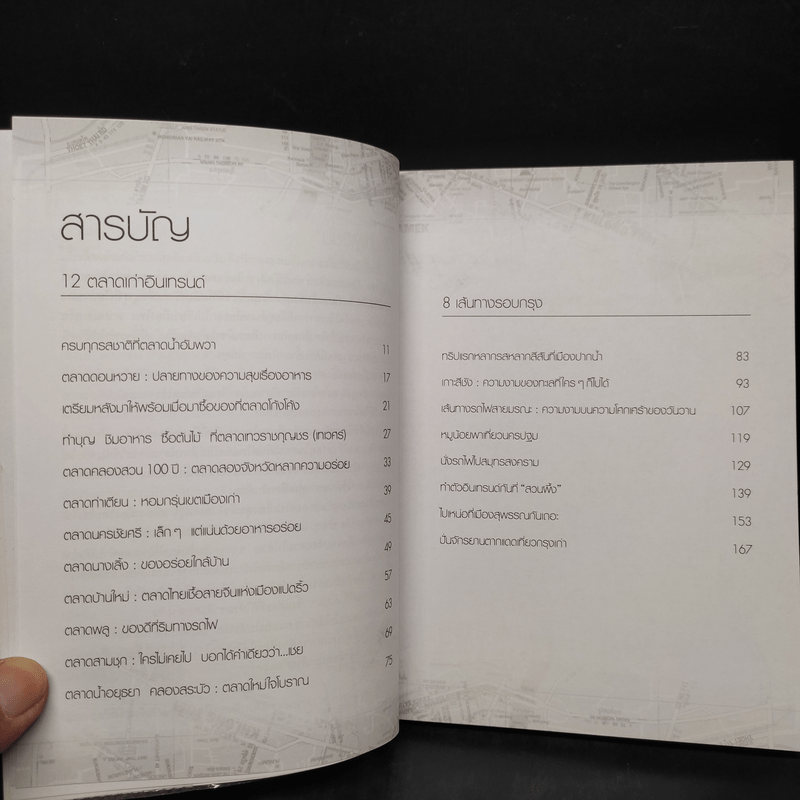 สารบัญ
12 ตลาดเก่าอินเทรนด์
ครบทุกรสชาติที่ตลาดน้ำอัมพวา 11
ตลาดดอนหวาย : ปลายทางของความสุขเรื่องอาหาร 17
เตรียมหลังมาให้พร้อมเมื่อมาซื้อของที่ตลาดโก้งโค้ง 21
ทำบุญ ชิมอาหาร ซื้อต้นไม้ ที่ตลาดเทวราชกุญชร (เทเวศร์) 27
ตลาดคลองสวน 100 ปี : ตลาดสองจังหวัดหลากความอร่อย 33
ตลาดท่าเตียน : หอมกรุ่นเขตเมืองเก่า 39
ตลาดนครชัยศรี : เล็กๆ แต่แน่นด้วยอาหารอร่อย 45
ตลาดนางเลิ้ง : ของอร่อยใกล้บ้าน 49
ตลาดบ้านใหม่ : ตลาดไทยเชื้อสายจีนแห่งเมืองแปดริ้ว 57
ตลาดพลู : ของดีที่ริมทางรถไฟ 63
ตลาดสามชุก : ใครไม่เคยไป บอกได้คำเดียวว่า...เชย 69
ตลาดน้ำอยุธยา คลองสระบัว : ตลาดใหม่ใจโบราณ 75
8 เส้นทางรอบกรุง
ทริปแรกหลากรสหลากสีสันที่เมืองปากน้ำ 83
เกาะสีชัง : ความงามของทะเลที่ใครๆ ก็ไปได้ 93
เส้นทางรถไฟสายมรณะ : ความงามบนความโศกเศร้าของวันวาน 107
หมูน้อยพาเที่ยวนครปฐม 119
นั่งรถไฟไปสมุทรสงคราม 129
ทำตัวอินเทรนด์กันที่ “สวนผึ้ง” 139
ไปเหน่อที่เมืองสุพรรณกันเถอะ 153
ปั่นจักรยานตากแดดเที่ยวกรุงเก่า 167